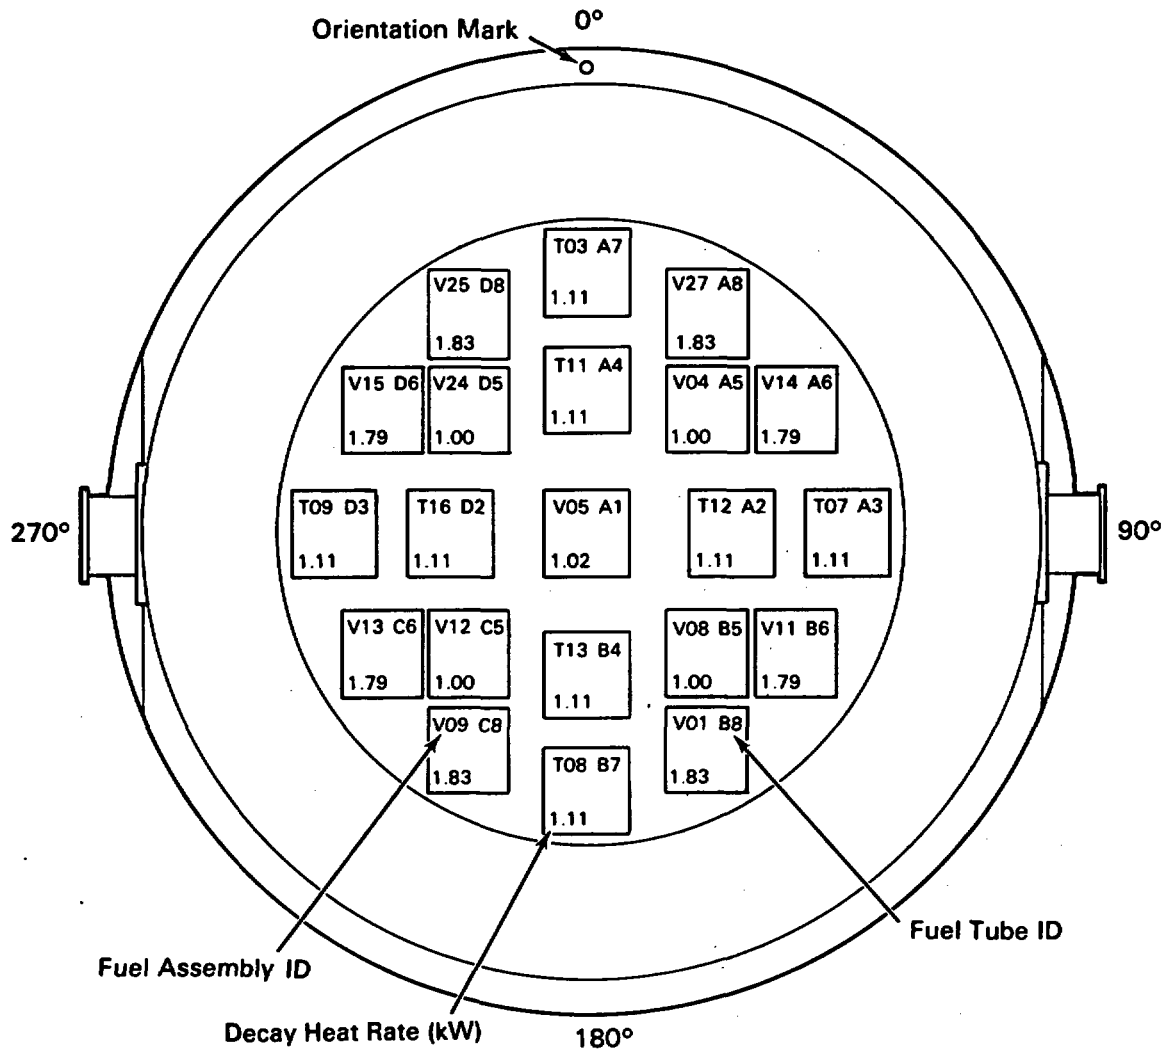 Orientation Mark
0°
T03 A7
1.11
V25 D8
1.83
V27 A8
1.83
T11 A4
1.11
V15 D6
1.79
V24 D5
1.00
V04 A5
1.00
V14 A6
1.79
270°
T09 D3
1.11
T16 D2
1.11
V05 A1
1.02
T12 A2
1.11
T07 A3
1.11
90°
V13 C6
1.79
V12 C5
1.00
T13 B4
1.11
V08 B5
1.00
V11 B6
1.79
V09 C8
1.83
T08 B7
1.11
V01 B8
1.83
Fuel Assembly ID
Fuel Tube ID
Decay Heat Rate (kW)
180°